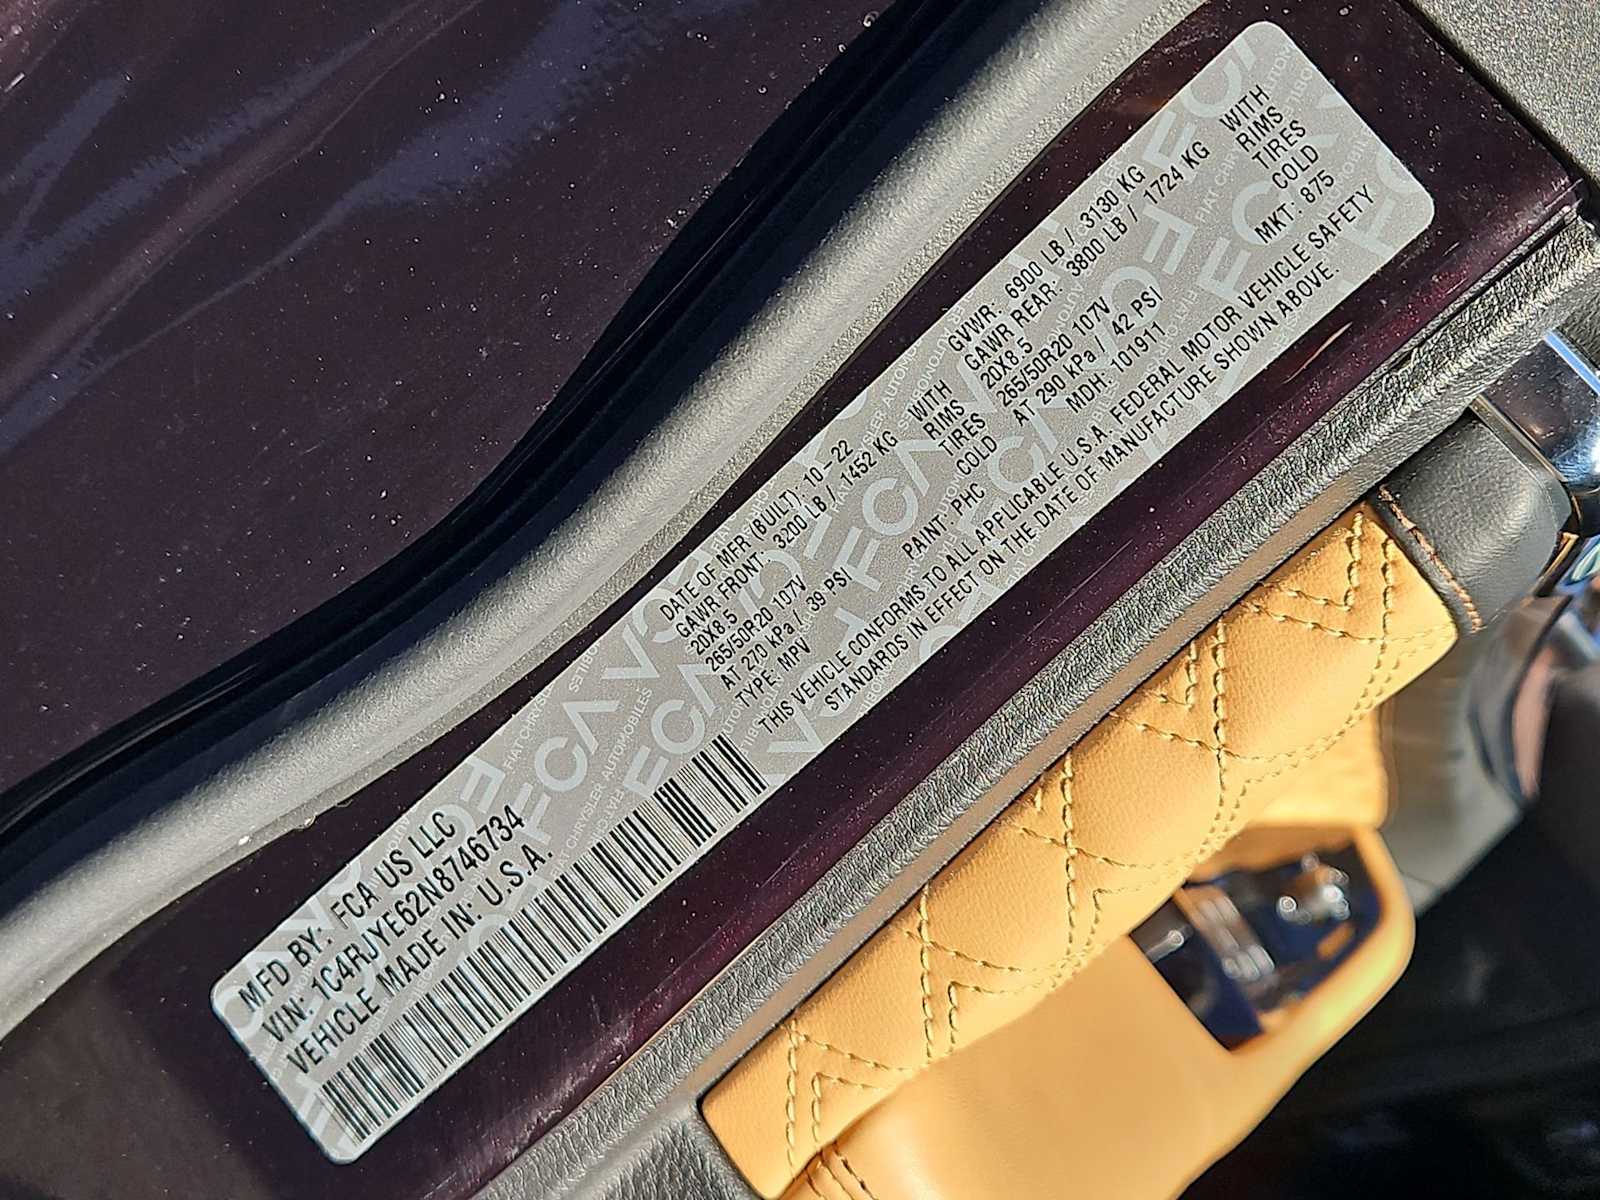 MFD BY: FCA US LLC
VIN: 1C4RJYE62N8746734
VEHICLE MADE IN: U.S.A.
DATE OF MFR (BUILT): 10-22 GVWR: 6900 LB / 3130 KG
GAWR FRONT: 3200 LB / 1452 KG WITH GAWR REAR: 3800 LB / 1724 KG WITH
20X8.5 RIMS 20X8.5 RIMS
265/50R20 107V TIRES 265/50R20 107V TIRES
AT 270 kPa / 39 PSI COLD AT 290 kPa / 42 PSI COLD
TYPE: MPV PAINT: PHC MDH: 101911 MKT: 875
THIS VEHICLE CONFORMS TO ALL APPLICABLE U.S.A. FEDERAL MOTOR VEHICLE SAFETY
STANDARDS IN EFFECT ON THE DATE OF MANUFACTURE SHOWN ABOVE.
FCA
FIAT CHRYSLER AUTOMOBILES